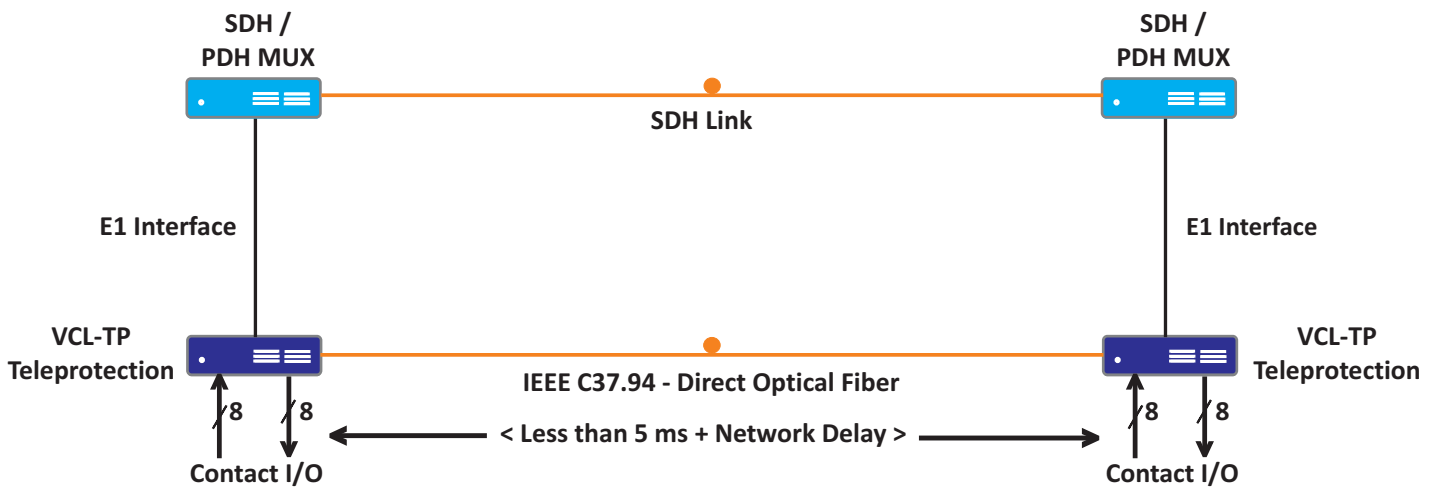 SDH /
PDH MUX
SDH /
PDH MUX
SDH Link
E1 Interface
E1 Interface
VCL-TP
Teleprotection
VCL-TP
Teleprotection
IEEE C37.94 - Direct Optical Fiber
8
8
8
8
< Less than 5 ms + Network Delay >
Contact I/O
Contact I/O